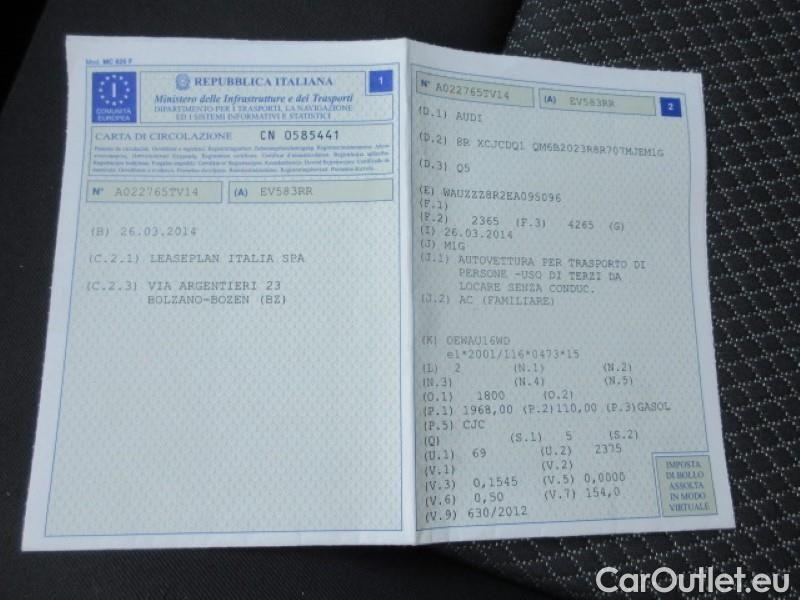 Mod. MC 820 F
I
COMUNITÀ
EUROPEA
REPUBBLICA ITALIANA
1
Ministero delle Infrastrutture e dei Trasporti
DIPARTIMENTO PER I TRASPORTI, LA NAVIGAZIONE
ED I SISTEMI INFORMATIVI E STATISTICI
CARTA DI CIRCOLAZIONE CN 0585441
N° A022765TV14 (A) EV583RR
(B) 26.03.2014
(C.2.1) LEASEPLAN ITALIA SPA
(C.2.3) VIA ARGENTIERI 23
BOLZANO-BOZEN (BZ)
N° A022765TV14 (A) EV583RR 2
(D.1) AUDI
(D.2) 8R XCJCDQ1 QM6B2023R8R707MJEM1G
(D.3) Q5
(E) WAUZZZ8R2EA095096
(F.1)
(F.2) 2365 (F.3) 4265 (G)
(I) 26.03.2014
(J) M1G
(J.1) AUTOVETTURA PER TRASPORTO DI
PERSONE -USO DI TERZI DA
LOCARE SENZA CONDUC.
(J.2) AC (FAMILIARE)
(K) OEWAU16WD
e1*2001/116*0473*15
(L) 2 (N.1) (N.2)
(N.3) (N.4) (N.5)
(O.1) 1800 (O.2)
(P.1) 1968,00 (P.2)110,00 (P.3)GASOL
(P.5) CJC
(Q) (S.1) 5 (S.2)
(U.1) 69 (U.2) 2375
(V.1) (V.2)
(V.3) 0,1545 (V.5) 0,0000
(V.6) 0,50 (V.7) 154,0
(V.9) 630/2012
IMPOSTA
DI BOLLO
ASSOLTA
IN MODO
VIRTUALE
CarOutlet.eu